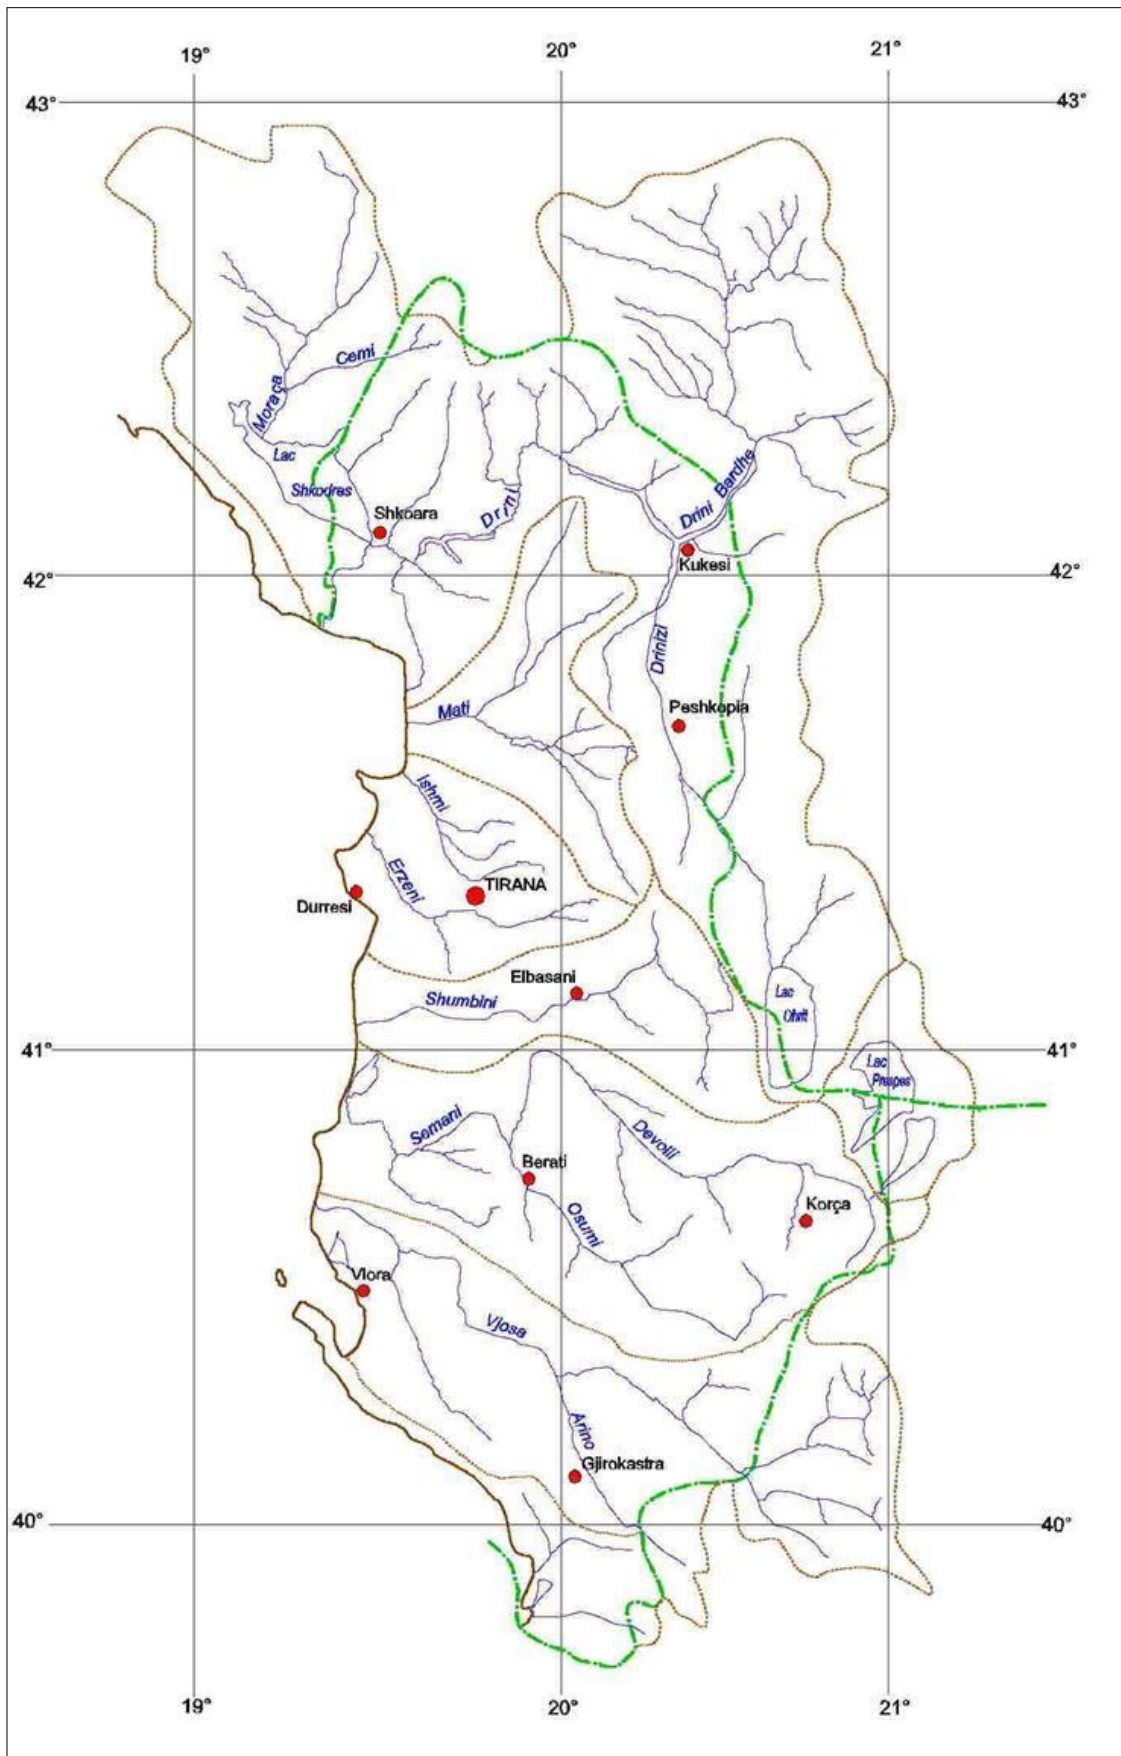 19° 20° 21°
43° 43°
Cemi
Moraça
Lac
Shkodres
Drini Bardhe
Drini
Shkoara
Kukesi
42° 42°
Drinizi
Peshkopia
Mati
Ishmi
Erzeni
TIRANA
Durresi
Elbasani
Shumbini
Lac
Ohrit
41° 41°
Lac
Prespes
Semani
Devolli
Berati
Osumi
Korça
Vlora
Vjosa
Arino
Gjirokastra
40° 40°
19° 20° 21°